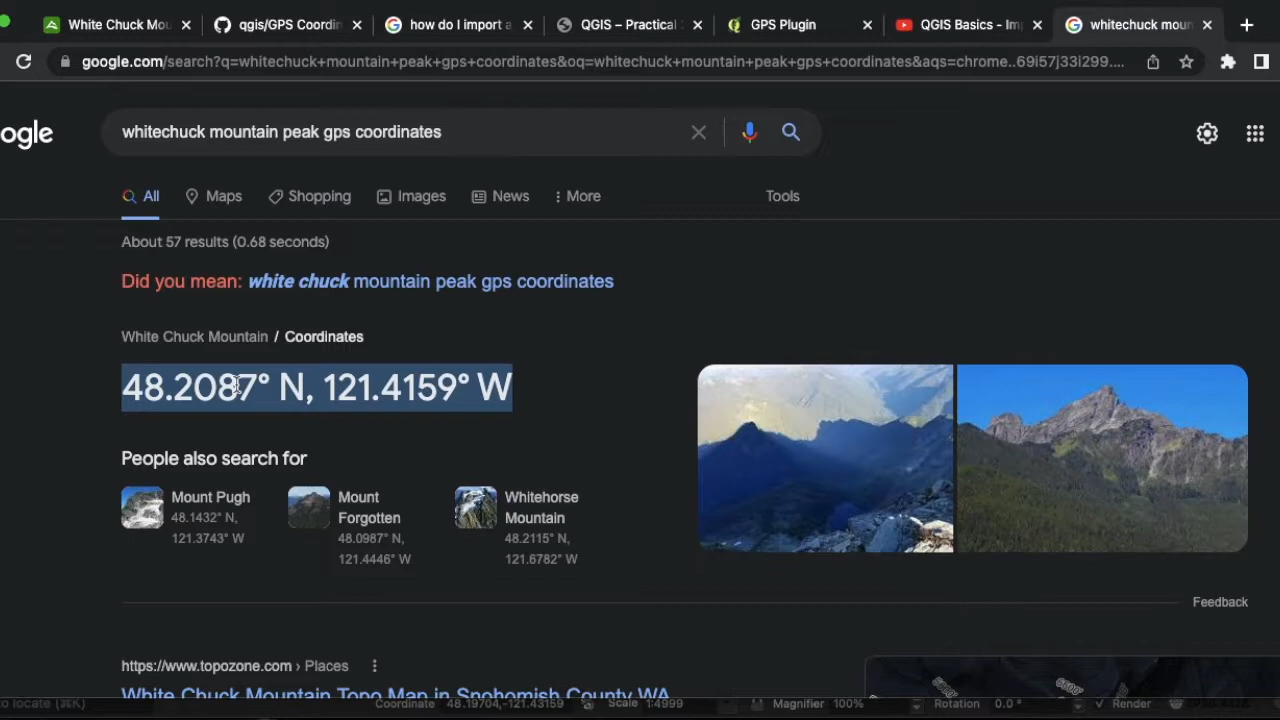 White Chuck Mou
qgis/GPS Coordin
how do I import a
QGIS – Practical
GPS Plugin
QGIS Basics - Im
whitechuck moun
google.com/search?q=whitechuck+mountain+peak+gps+coordinates&oq=whitechuck+mountain+peak+gps+coordinates&aqs=chrome..69i57j33i299....
ogle
whitechuck mountain peak gps coordinates
All
Maps
Shopping
Images
News
More
Tools
About 57 results (0.68 seconds)
Did you mean: white chuck mountain peak gps coordinates
White Chuck Mountain / Coordinates
48.2087° N, 121.4159° W
People also search for
Mount Pugh
48.1432° N,
121.3743° W
Mount
Forgotten
48.0987° N,
121.4446° W
Whitehorse
Mountain
48.2115° N,
121.6782° W
Feedback
https://www.topozone.com › Places
White Chuck Mountain Topo Map in Snohomish County WA
to locate (⌘K)
Coordinate 48.19704,-121.43159
Scale 1:4999
Magnifier 100%
Rotation 0.0 °
Render